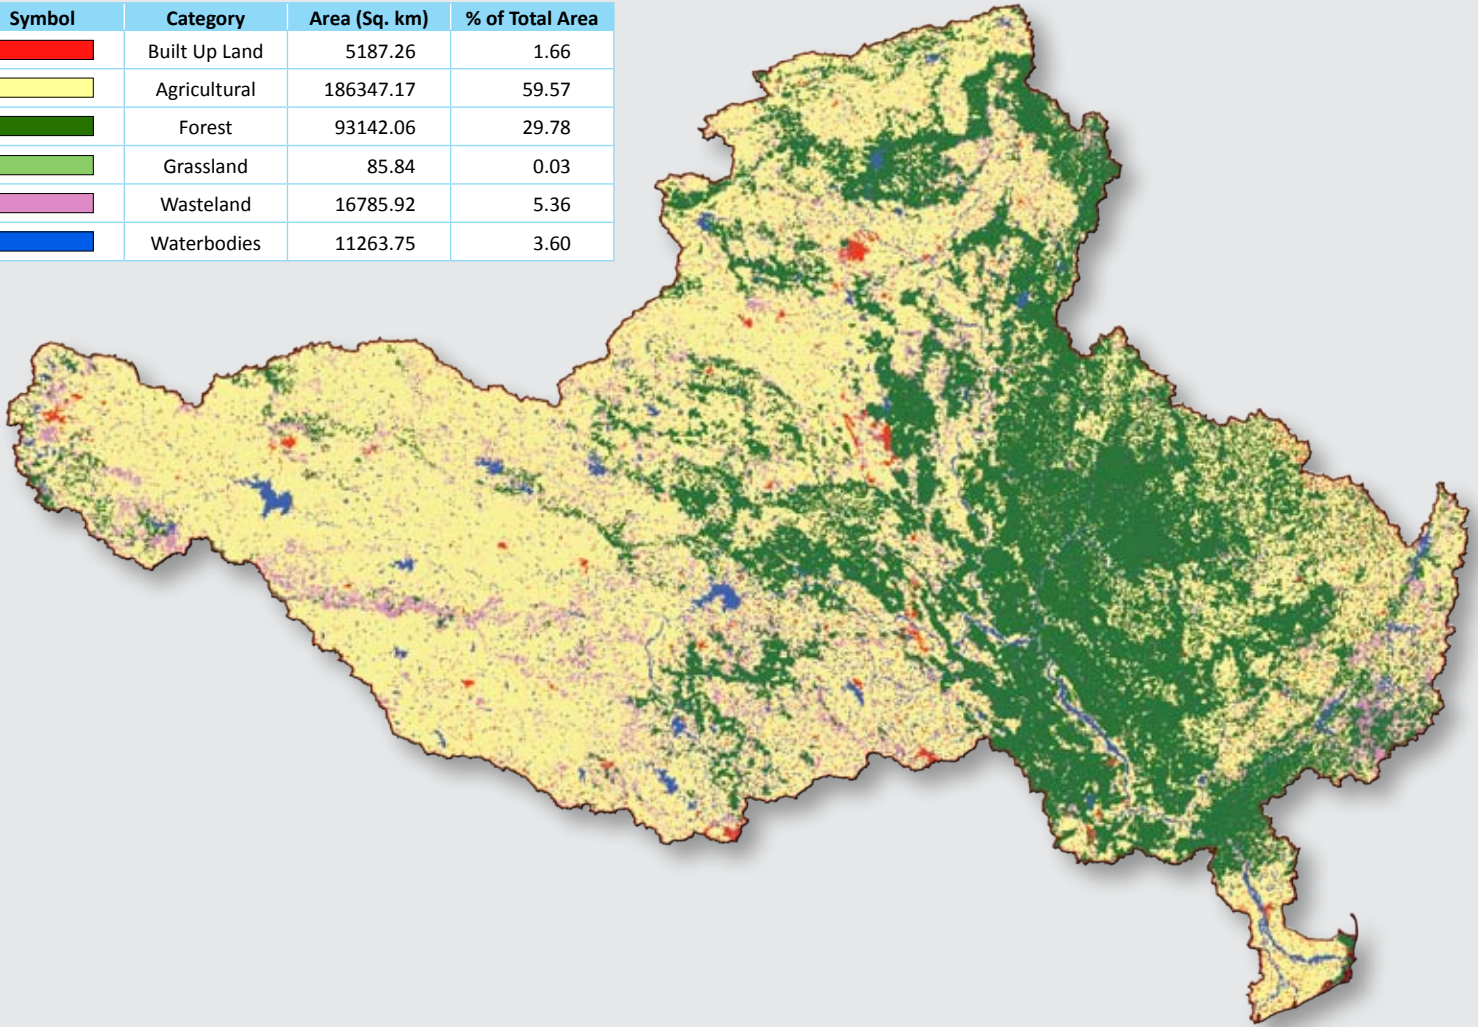 Symbol Category Area (Sq. km) % of Total Area
Built Up Land 5187.26 1.66
Agricultural 186347.17 59.57
Forest 93142.06 29.78
Grassland 85.84 0.03
Wasteland 16785.92 5.36
Waterbodies 11263.75 3.60